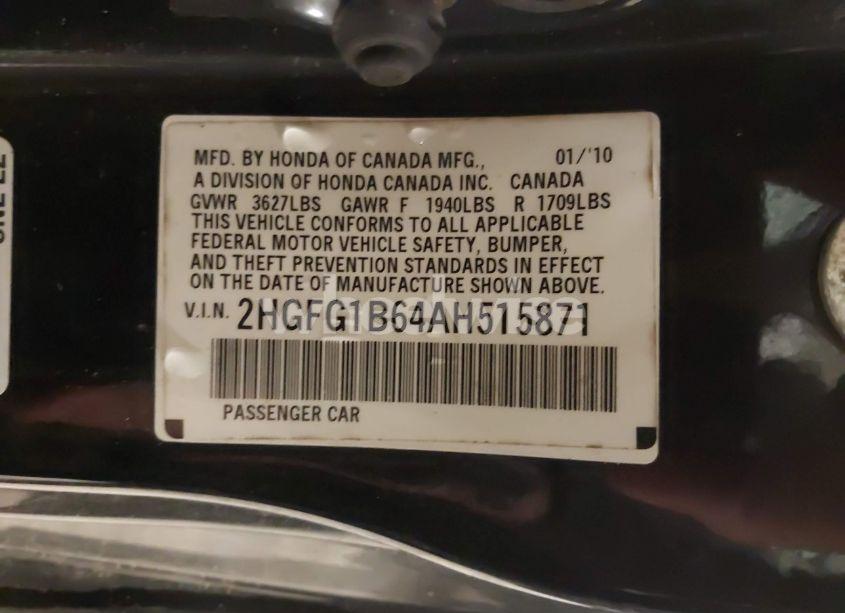 MFD. BY HONDA OF CANADA MFG., 01/'10
A DIVISION OF HONDA CANADA INC. CANADA
GVWR 3627LBS GAWR F 1940LBS R 1709LBS
THIS VEHICLE CONFORMS TO ALL APPLICABLE
FEDERAL MOTOR VEHICLE SAFETY, BUMPER,
AND THEFT PREVENTION STANDARDS IN EFFECT
ON THE DATE OF MANUFACTURE SHOWN ABOVE.
V.I.N. 2HGFG1B64AH515871
PASSENGER CAR